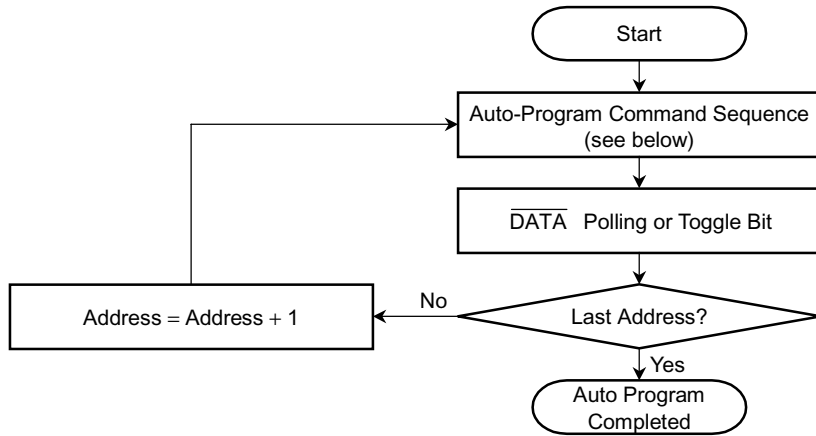 Start
Auto-Program Command Sequence
(see below)
DATA Polling or Toggle Bit
No
Address = Address + 1
Last Address?
Yes
Auto Program
Completed